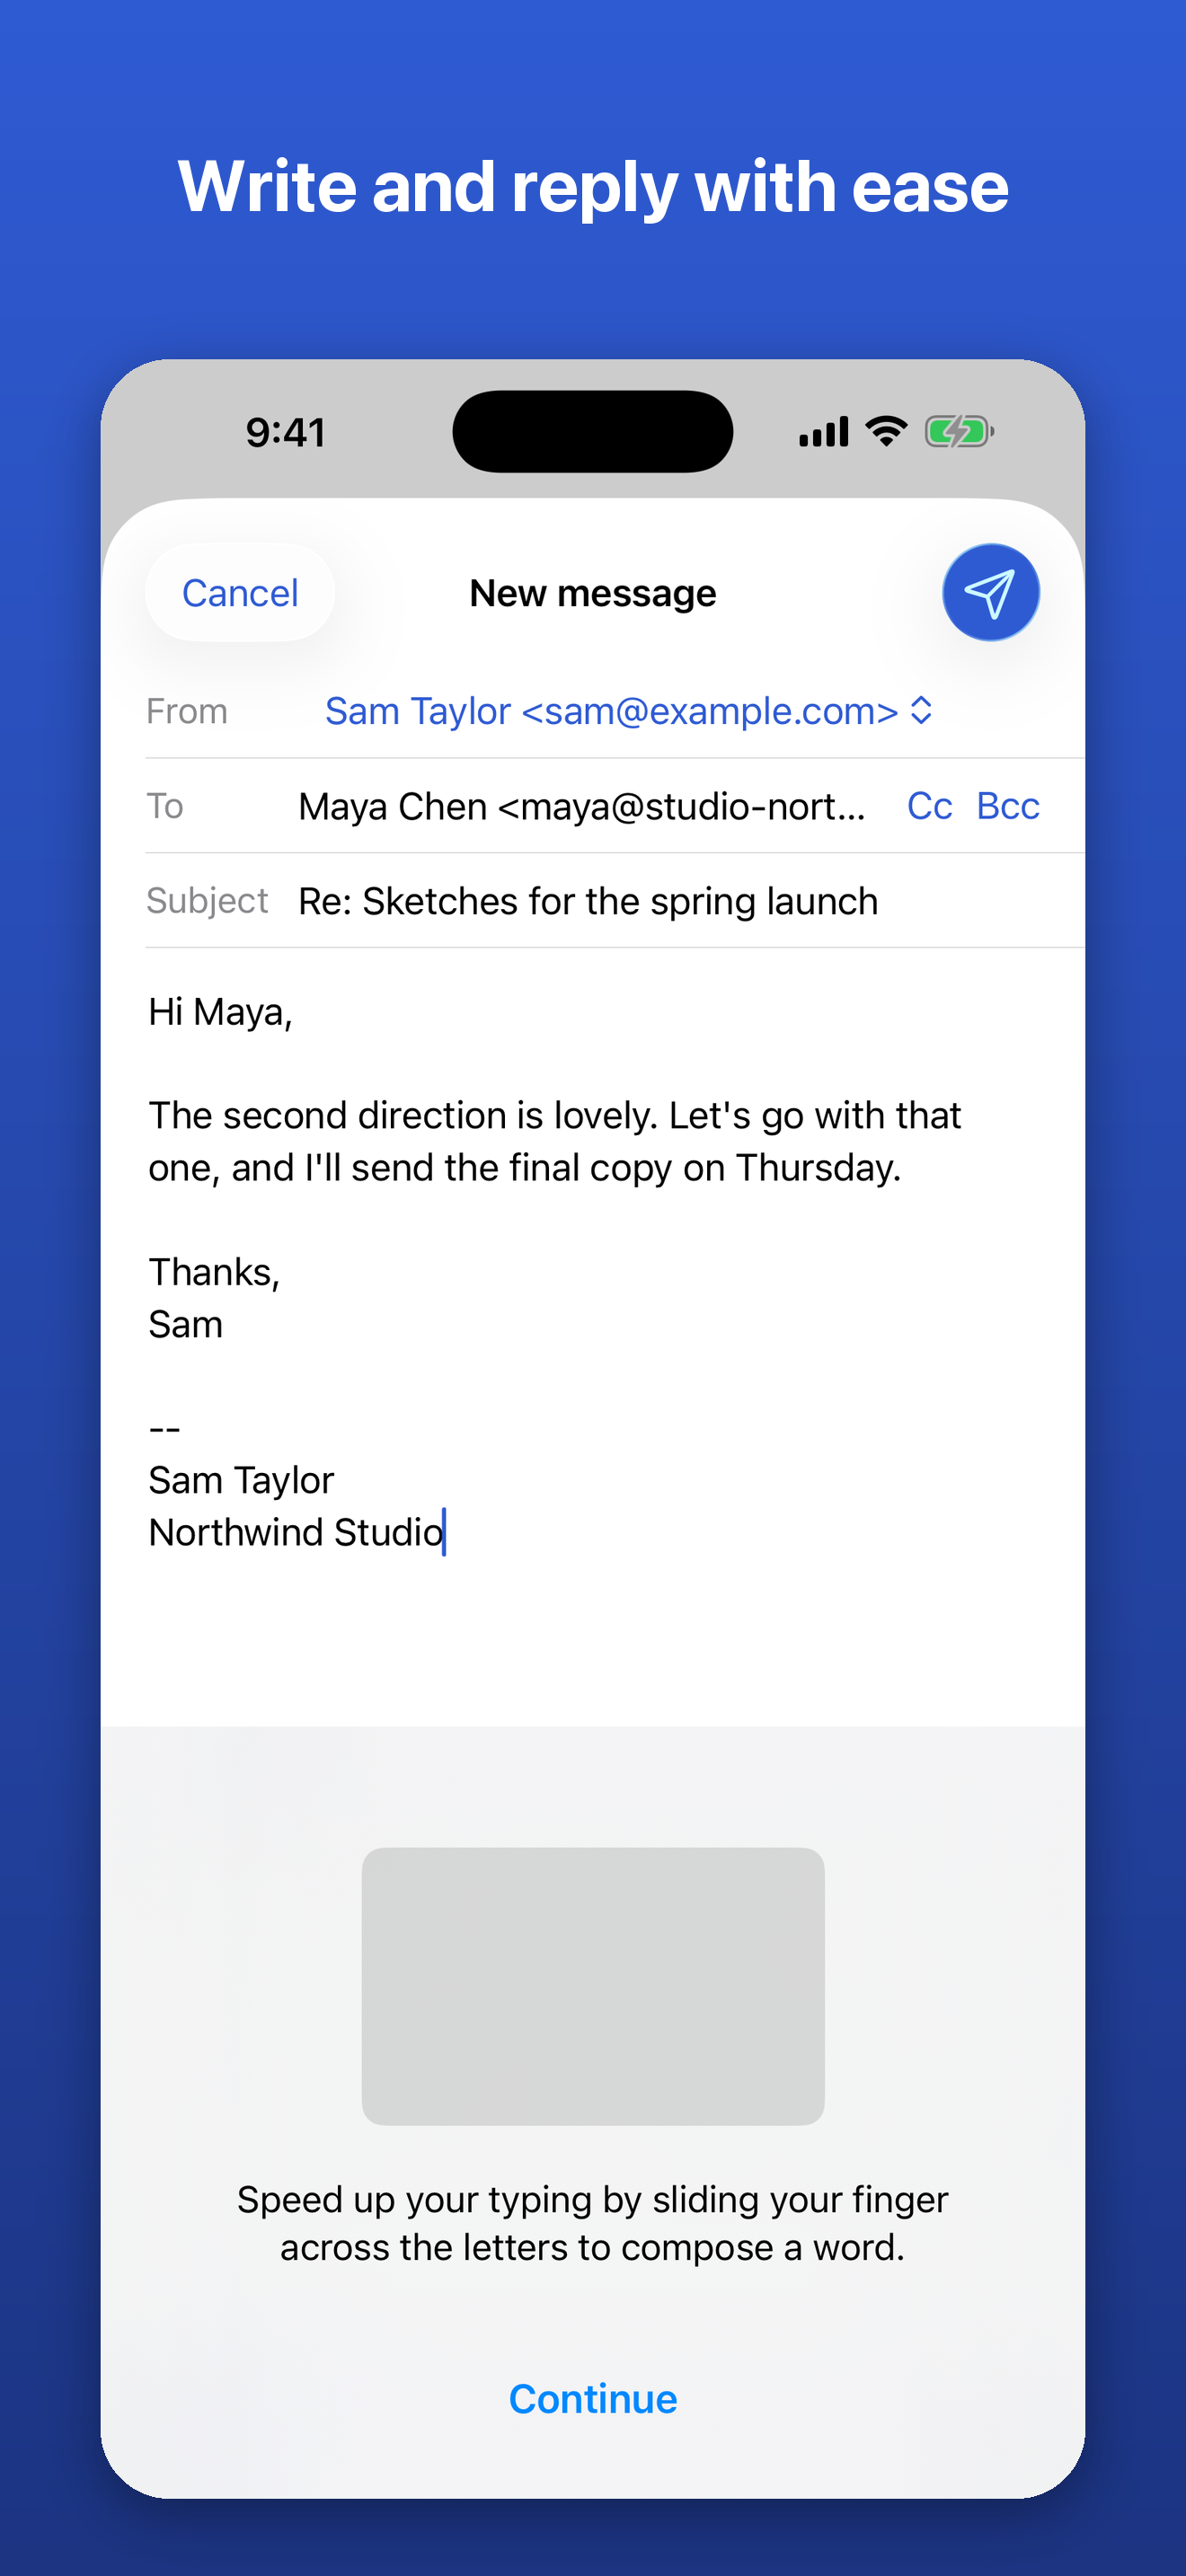 Write and reply with ease
9:41
Cancel
New message
From
Sam Taylor <sam@example.com>
To
Maya Chen <maya@studio-nort...
Cc Bcc
Subject
Re: Sketches for the spring launch
Hi Maya,
The second direction is lovely. Let's go with that
one, and I'll send the final copy on Thursday.
Thanks,
Sam
--
Sam Taylor
Northwind Studio
Speed up your typing by sliding your finger
across the letters to compose a word.
Continue